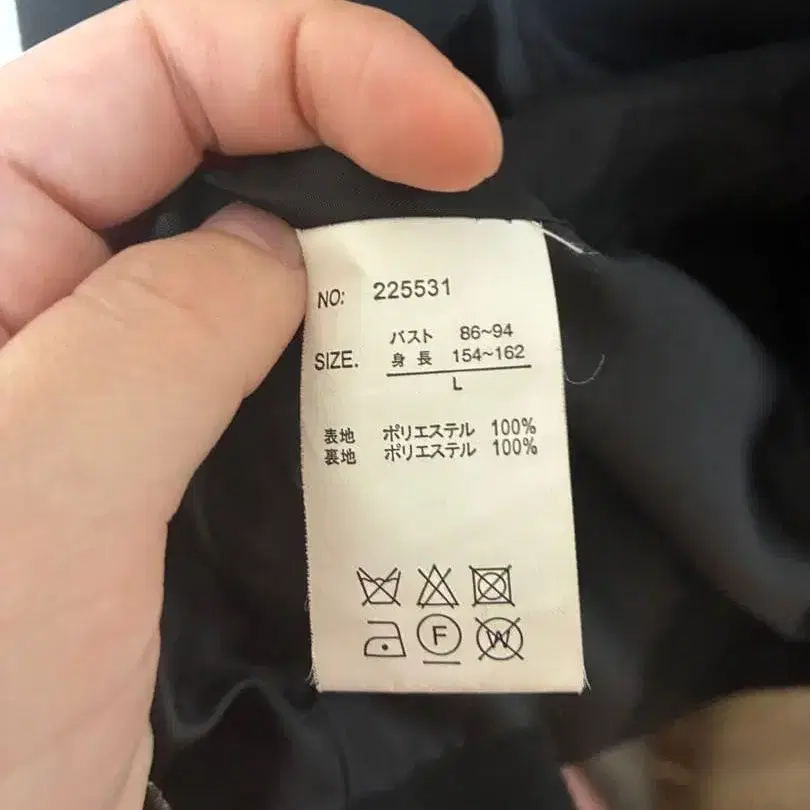 NO: 225531
バスト 86~94
SIZE. 身長 154~162
L
表地 ポリエステル 100%
裏地 ポリエステル 100%
F W